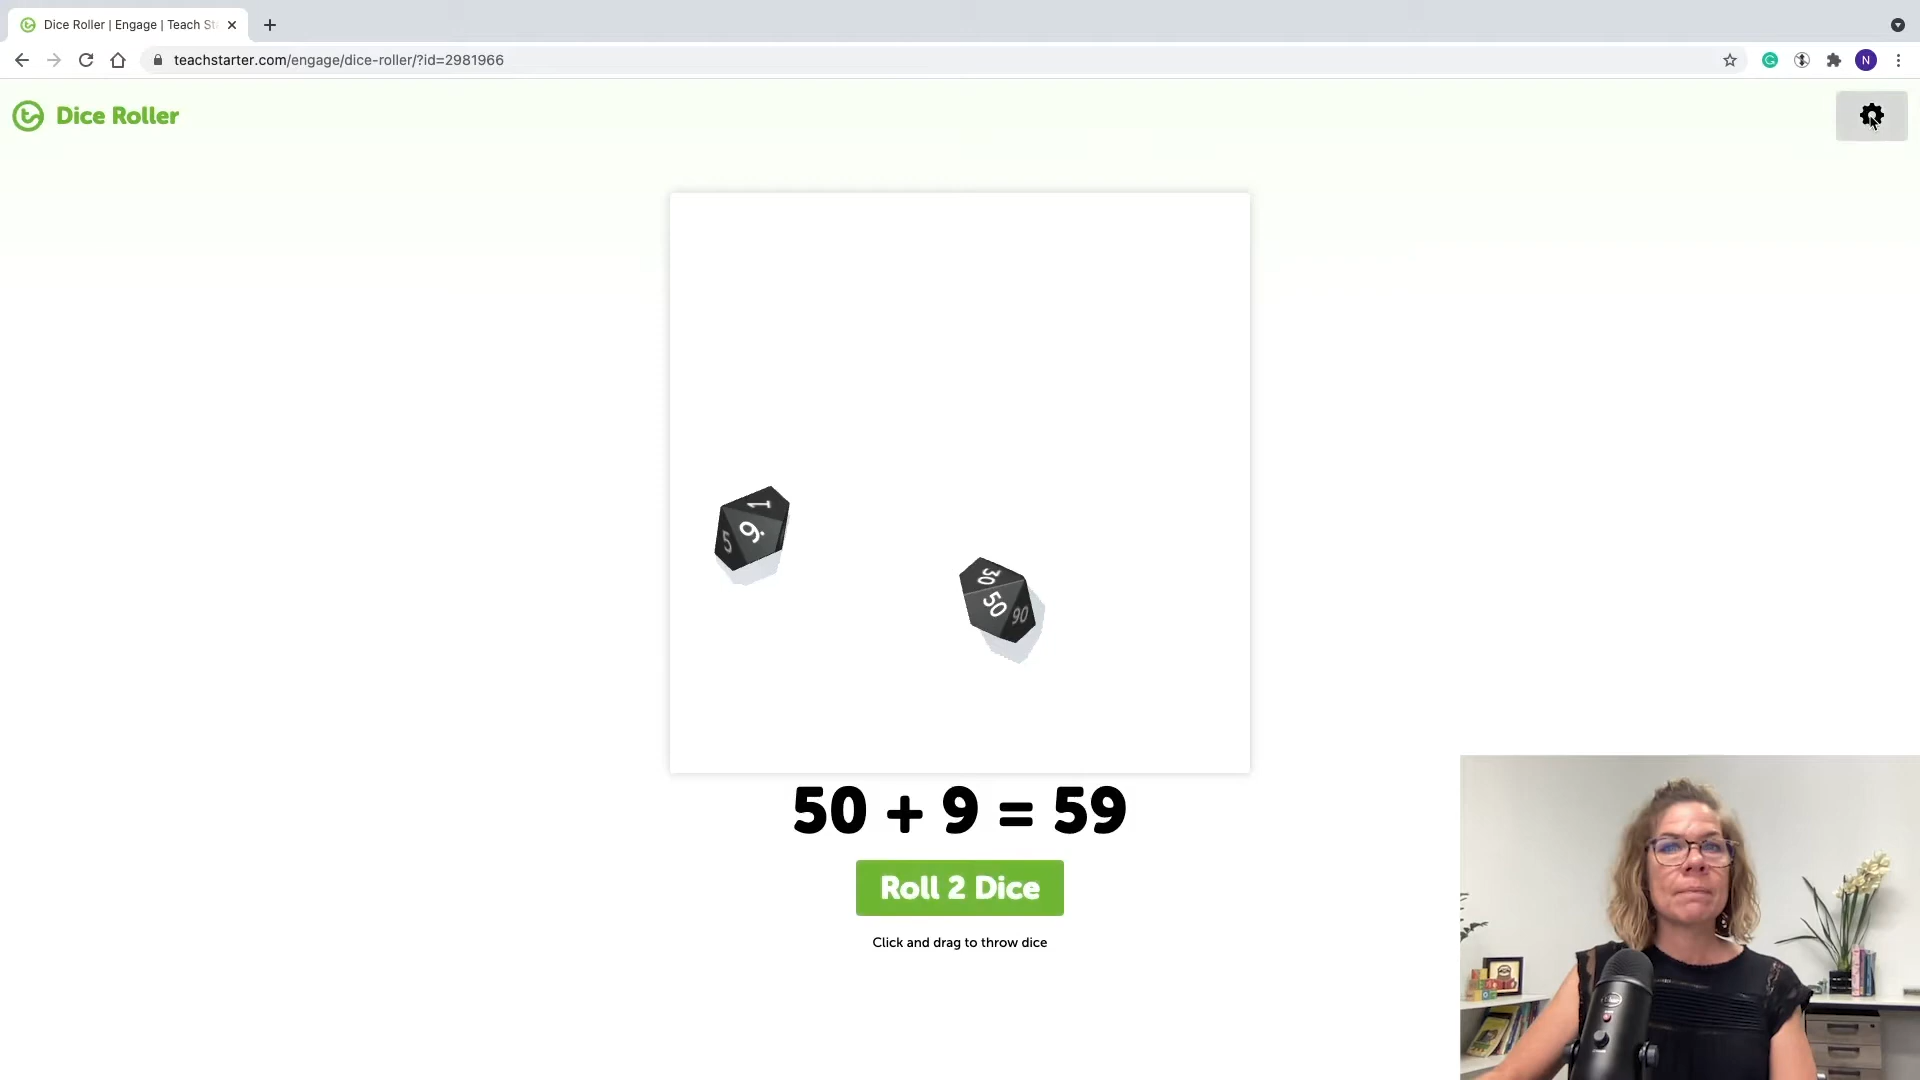 Dice Roller | Engage | Teach St
teachstarter.com/engage/dice-roller/?id=2981966
N
Dice Roller
1
5
9.
30
50
90
50 + 9 = 59
Roll 2 Dice
Click and drag to throw dice